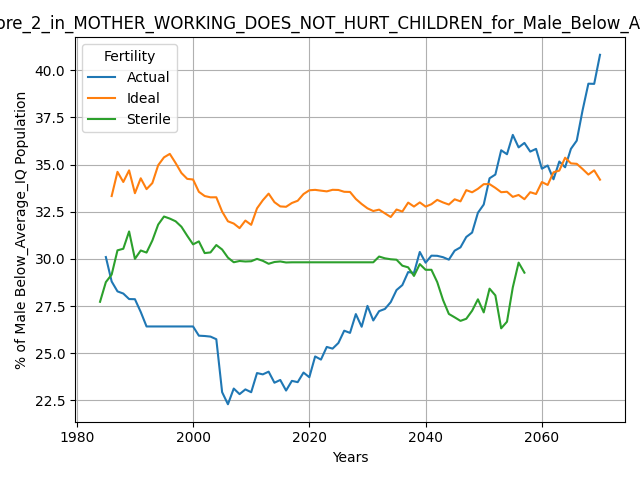 ore_2_in_MOTHER_WORKING_DOES_NOT_HURT_CHILDREN_for_Male_Below_A
Fertility
Actual
Ideal
Sterile
% of Male Below_Average_IQ Population
40.0
37.5
35.0
32.5
30.0
27.5
25.0
22.5
1980
2000
2020
2040
2060
Years